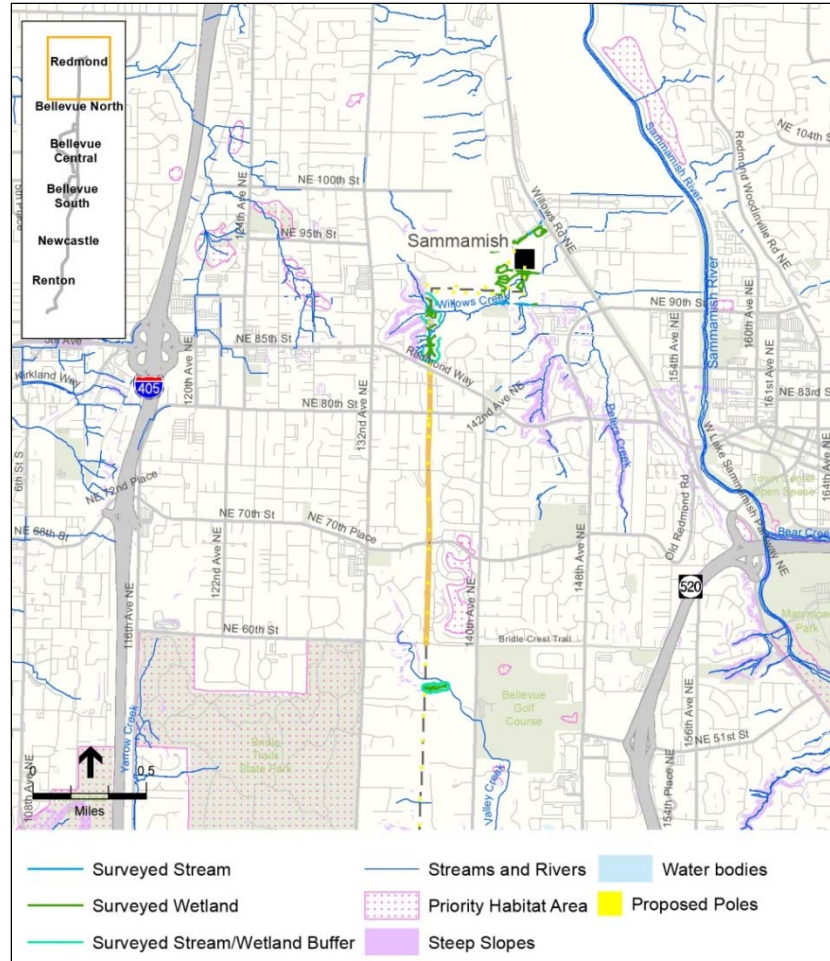 Redmond
Bellevue North
Bellevue
Central
Bellevue
South
Newcastle
Renton
NE 104th St
Sammamish River
Redmond Woodinville Rd NE
124th Ave NE
NE 100th St
Willows Rd NE
NE 95th St
Sammamish
Willows Creek
NE 90th St
160th Ave NE
Sammamish River
NE 85th St
Redmond Way
154th Ave NE
161st Ave NE
Kirkland Way
405
120th Ave NE
132nd Ave NE
142nd Ave NE
NE 83rd St
NE 80th St
Peters Creek
W Lake Sammamish Parkway NE
164th Ave NE
6th St S
NE 72nd Place
Town Center
Open Space
NE 68th St
NE 70th St
NE 70th Place
Old Redmond Rd
Bear Creek
122nd Ave NE
148th Ave NE
520
116th Ave NE
140th Ave NE
Marymoor
Park
NE 60th St
Bridle Crest Trail
Bellevue
Golf
Course
156th Ave NE
NE 51st St
Yarrow Creek
Bridle
Trails
State Park
108th Ave NE
0
0.5
Miles
Valley Creek
154th Place NE
Surveyed Stream
Streams and Rivers
Water bodies
Surveyed Wetland
Priority Habitat Area
Proposed Poles
Surveyed Stream/Wetland Buffer
Steep Slopes